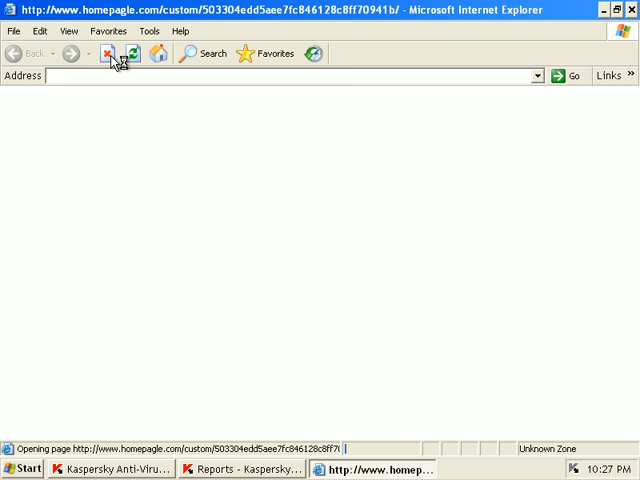 http://www.homepagle.com/custom/503304edd5aee7fc846128c8ff70941b/ - Microsoft Internet Explorer
File Edit View Favorites Tools Help
Back Search Favorites
Address Go Links »
Opening page http://www.homepagle.com/custom/503304edd5aee7fc846128c8ff7( Unknown Zone
Start Kaspersky Anti-Viru... Reports - Kaspersky... http://www.homep... 10:27 PM